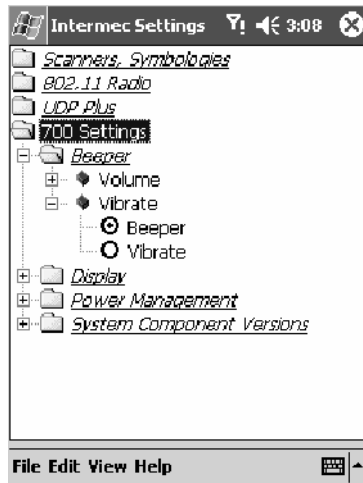 Intermec Settings 3:08
Scanners, Symbologies
802.11 Radio
UDP Plus
700 Settings
Beeper
Volume
Vibrate
Beeper
Vibrate
Display
Power Management
System Component Versions
File Edit View Help